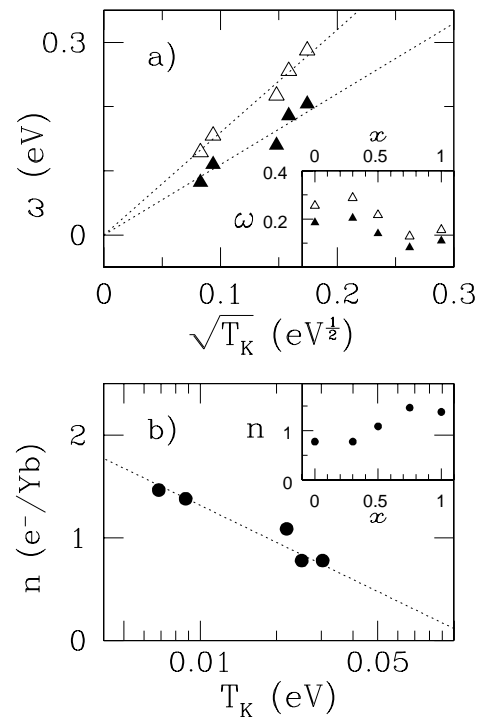 0.3
a)
ω (eV)
0
x
0 0.5 1
0.4
ω 0.2
0 0.1 0.2 0.3
√T_K (eV^½)
2
b)
n
1
0
0 0.5 1
x
n (e⁻/Yb)
1
0
0.01 0.05
T_K (eV)